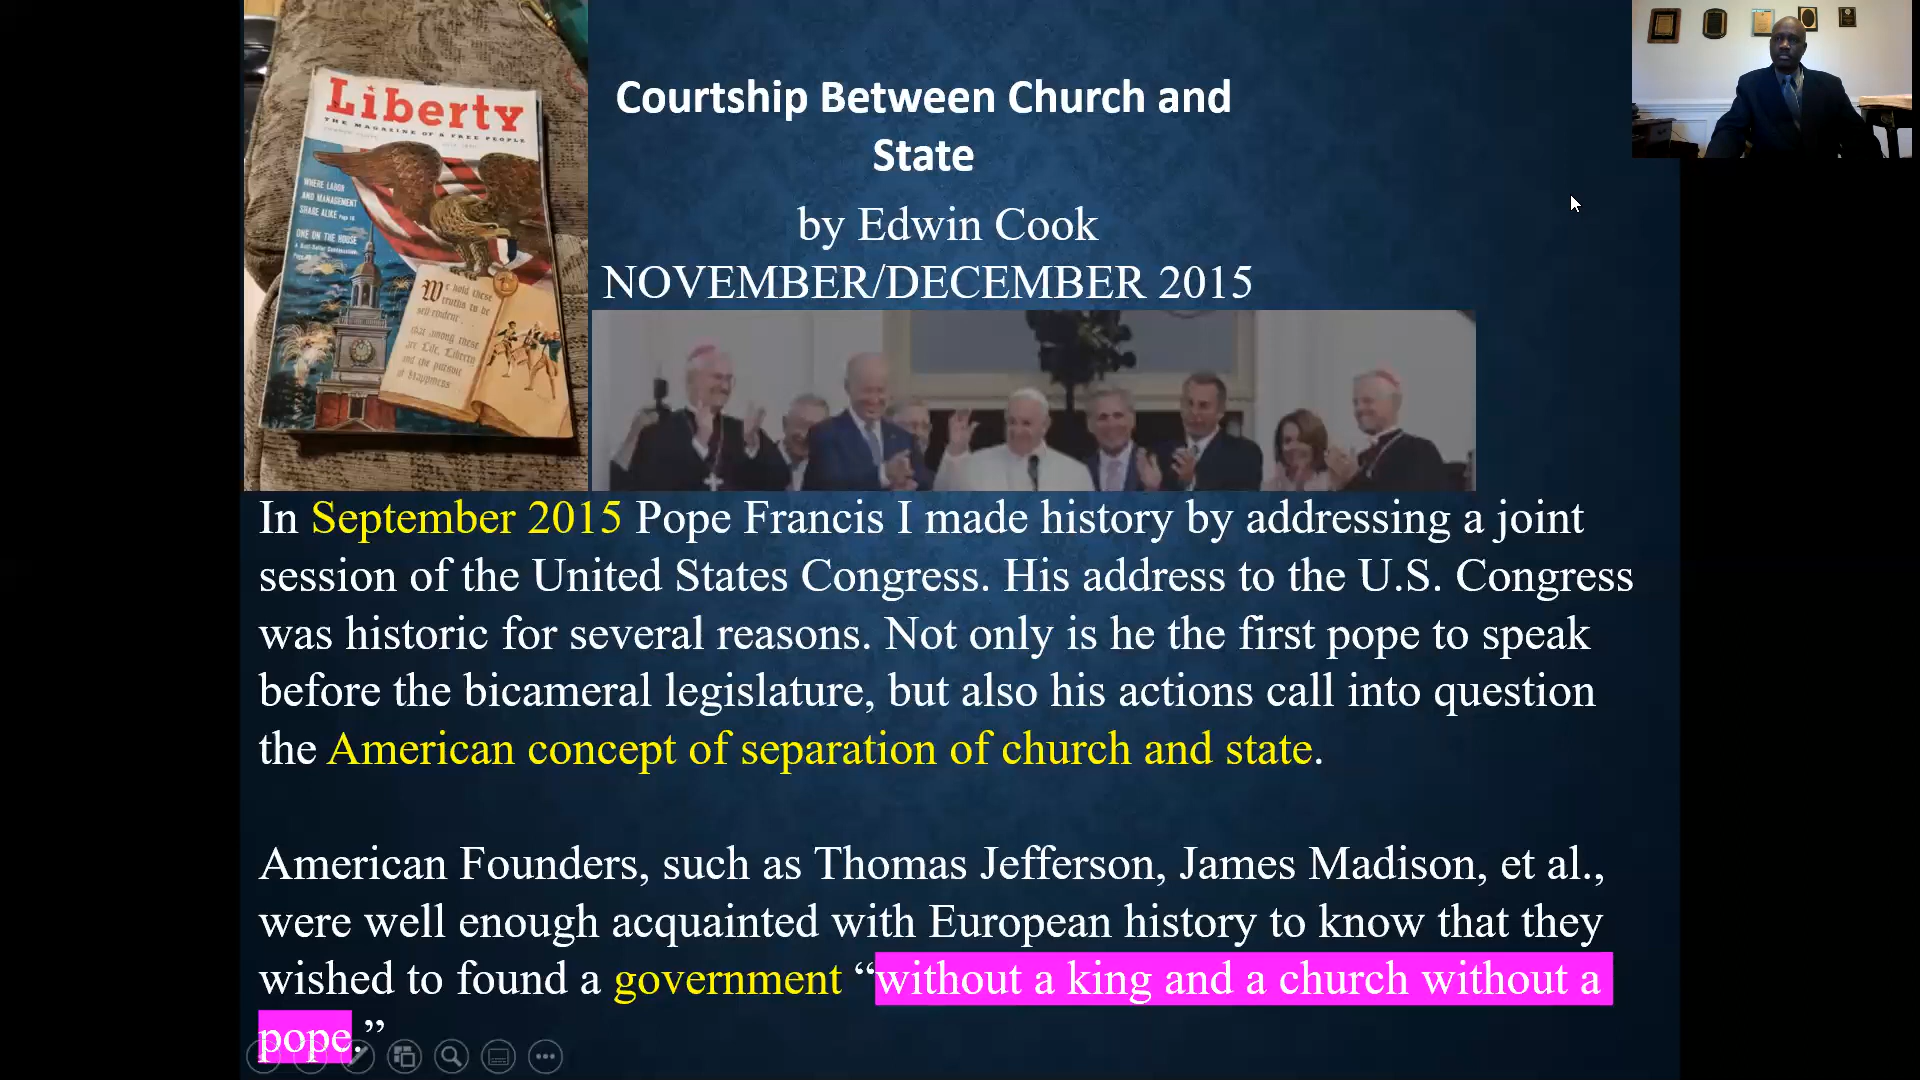 Liberty
THE MAGAZINE OF A FREE PEOPLE
WHERE LABOR
AND MANAGEMENT
SHARE ALIKE Page 18
ONE ON THE HOUSE
We hold these
truths to be
self-evident
that among these
are Life, Liberty
and the pursuit
of Happiness
Courtship Between Church and
State
by Edwin Cook
NOVEMBER/DECEMBER 2015
In September 2015 Pope Francis I made history by addressing a joint
session of the United States Congress. His address to the U.S. Congress
was historic for several reasons. Not only is he the first pope to speak
before the bicameral legislature, but also his actions call into question
the American concept of separation of church and state.
American Founders, such as Thomas Jefferson, James Madison, et al.,
were well enough acquainted with European history to know that they
wished to found a government “without a king and a church without a
pope.”